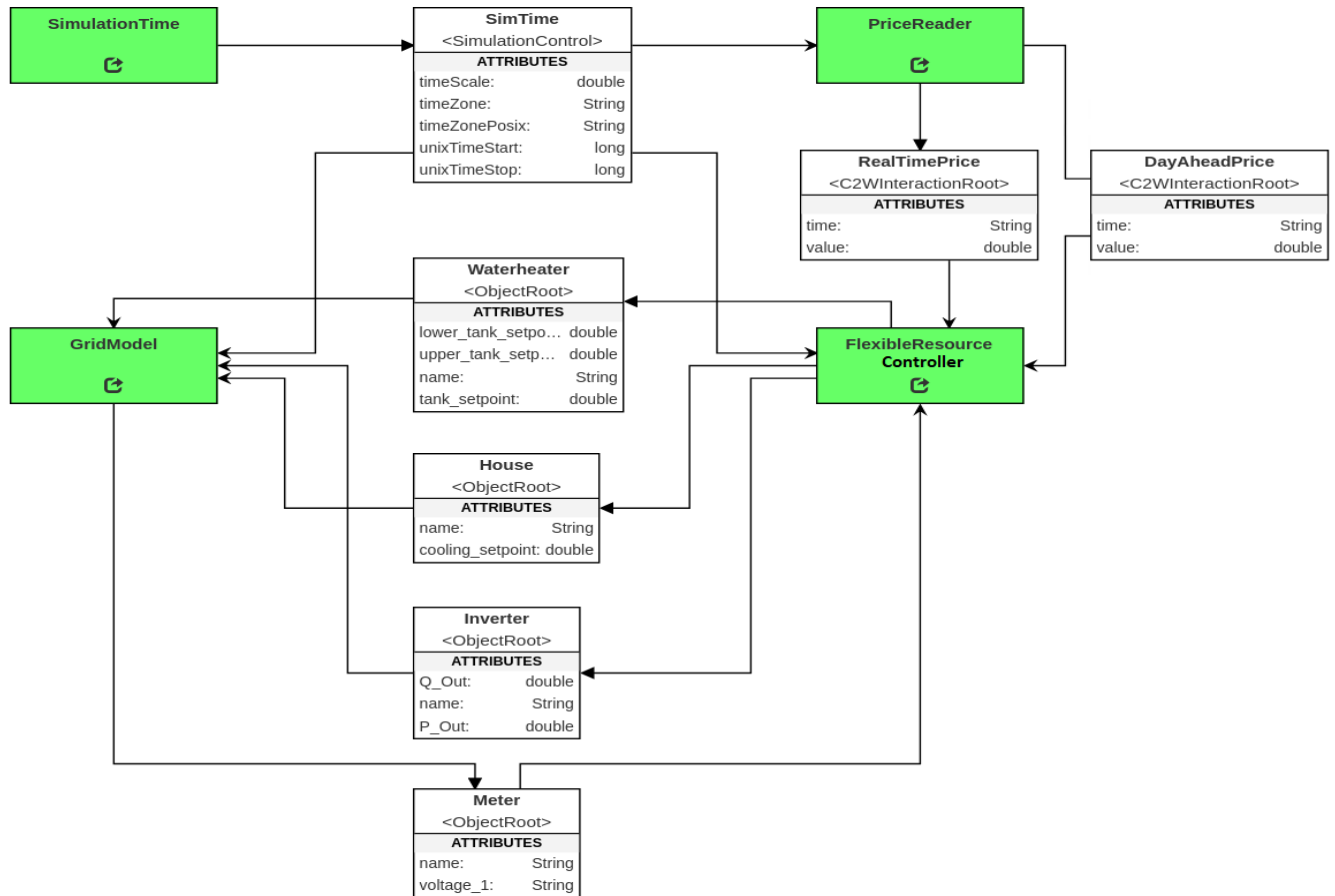 SimulationTime
SimTime
<SimulationControl>
ATTRIBUTES
timeScale: double
timeZone: String
timeZonePosix: String
unixTimeStart: long
unixTimeStop: long
PriceReader
RealTimePrice
<C2WInteractionRoot>
ATTRIBUTES
time: String
value: double
DayAheadPrice
<C2WInteractionRoot>
ATTRIBUTES
time: String
value: double
Waterheater
<ObjectRoot>
ATTRIBUTES
lower_tank_setpo... double
upper_tank_setp... double
name: String
tank_setpoint: double
GridModel
FlexibleResource
Controller
House
<ObjectRoot>
ATTRIBUTES
name: String
cooling_setpoint: double
Inverter
<ObjectRoot>
ATTRIBUTES
Q_Out: double
name: String
P_Out: double
Meter
<ObjectRoot>
ATTRIBUTES
name: String
voltage_1: String